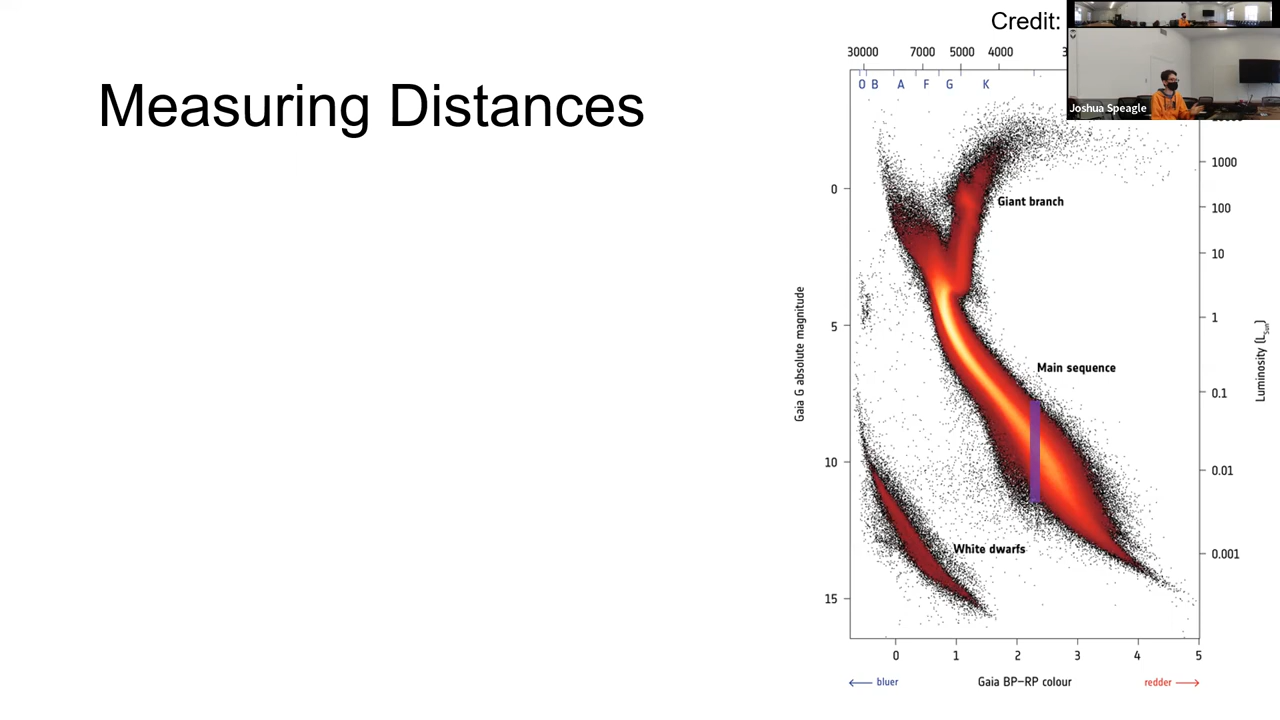 Credit:
Joshua Speagle
Measuring Distances
30000 7000 5000 4000
O B A F G K
Giant branch
Main sequence
White dwarfs
Gaia G absolute magnitude
0
5
10
15
1000
100
10
1
0.1
0.01
0.001
Luminosity (LSun)
0 1 2 3 4 5
← bluer Gaia BP–RP colour redder →